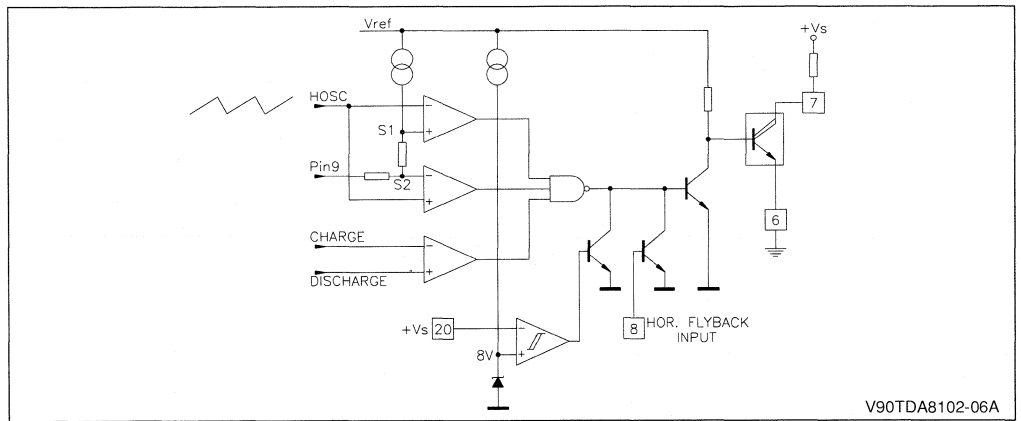 Vref
+Vs
HOSC
7
S1
Pin9
S2
6
CHARGE
DISCHARGE
+Vs 20
8 HOR. FLYBACK
INPUT
8V
V90TDA8102-06A